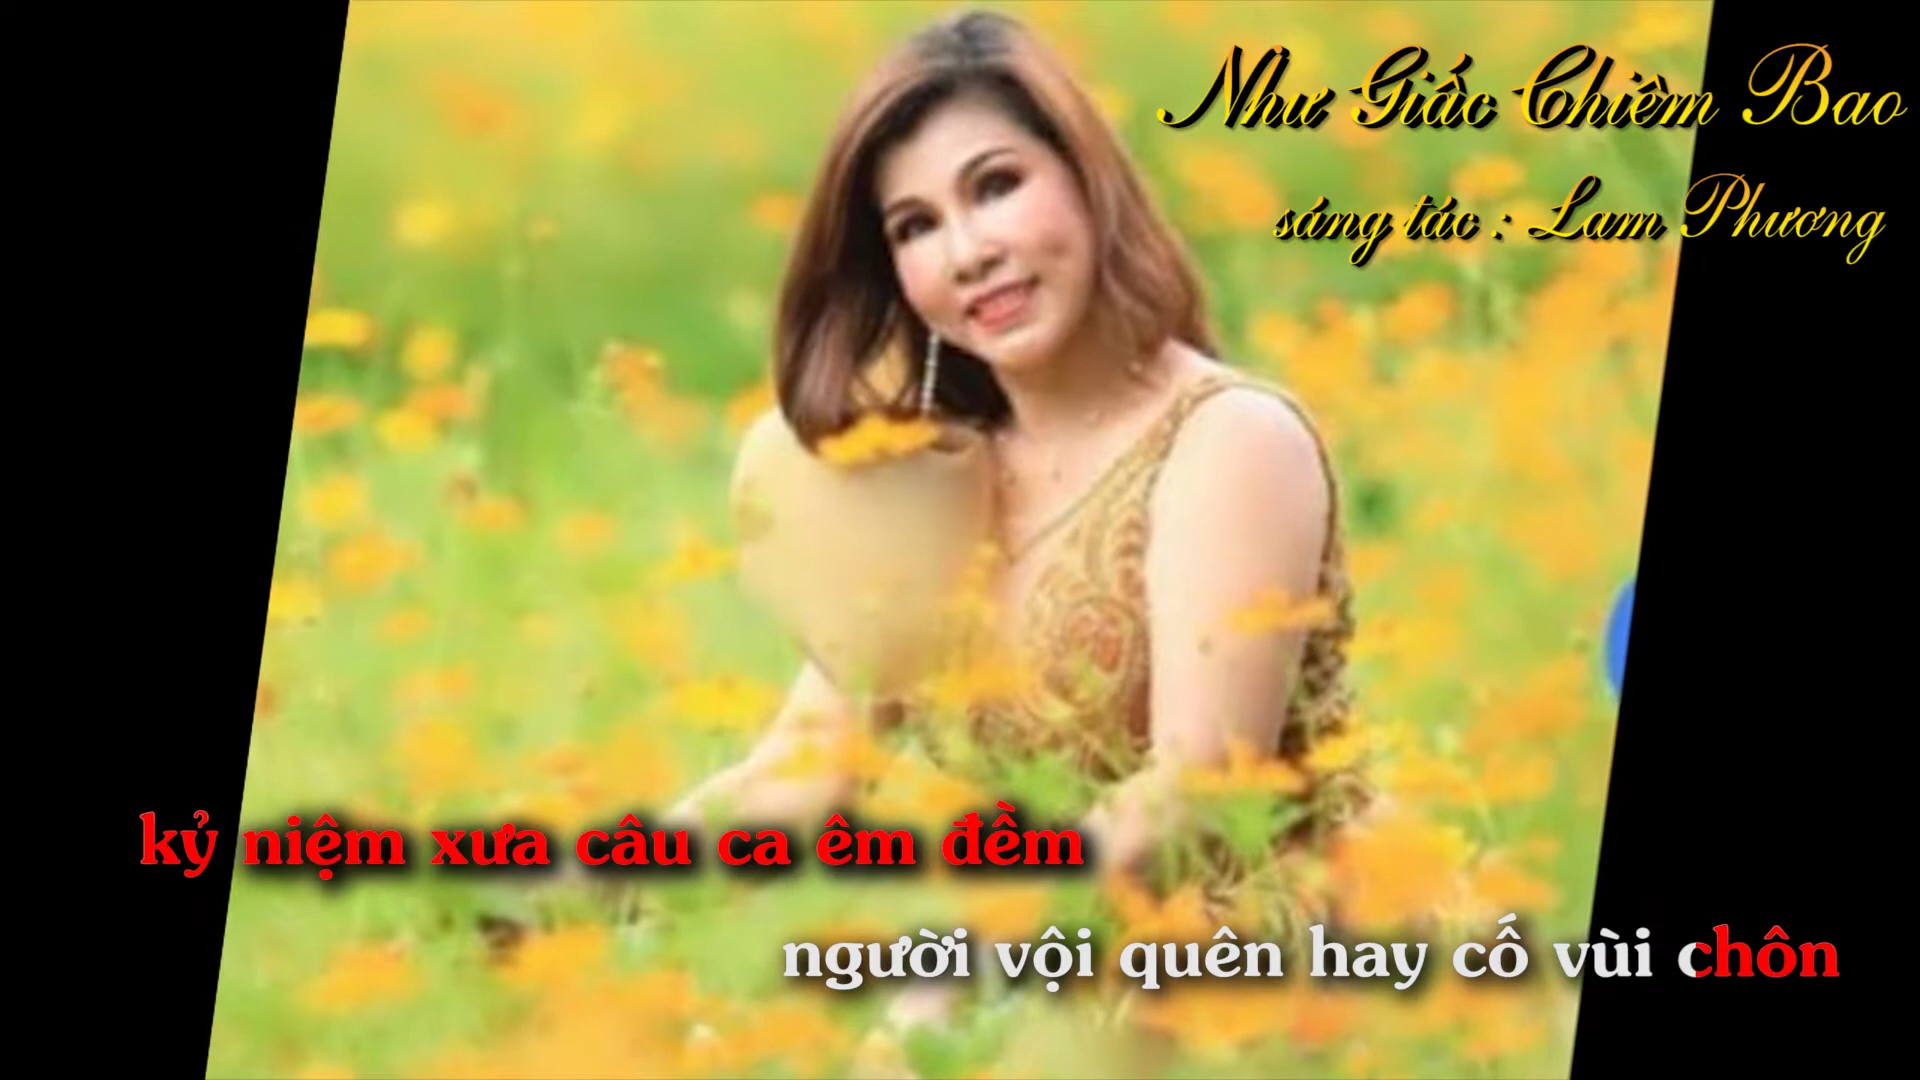 Như Giấc Chiêm Bao
sáng tác : Lam Phương
kỷ niệm xưa câu ca êm đềm
người vội quên hay cố vùi chôn